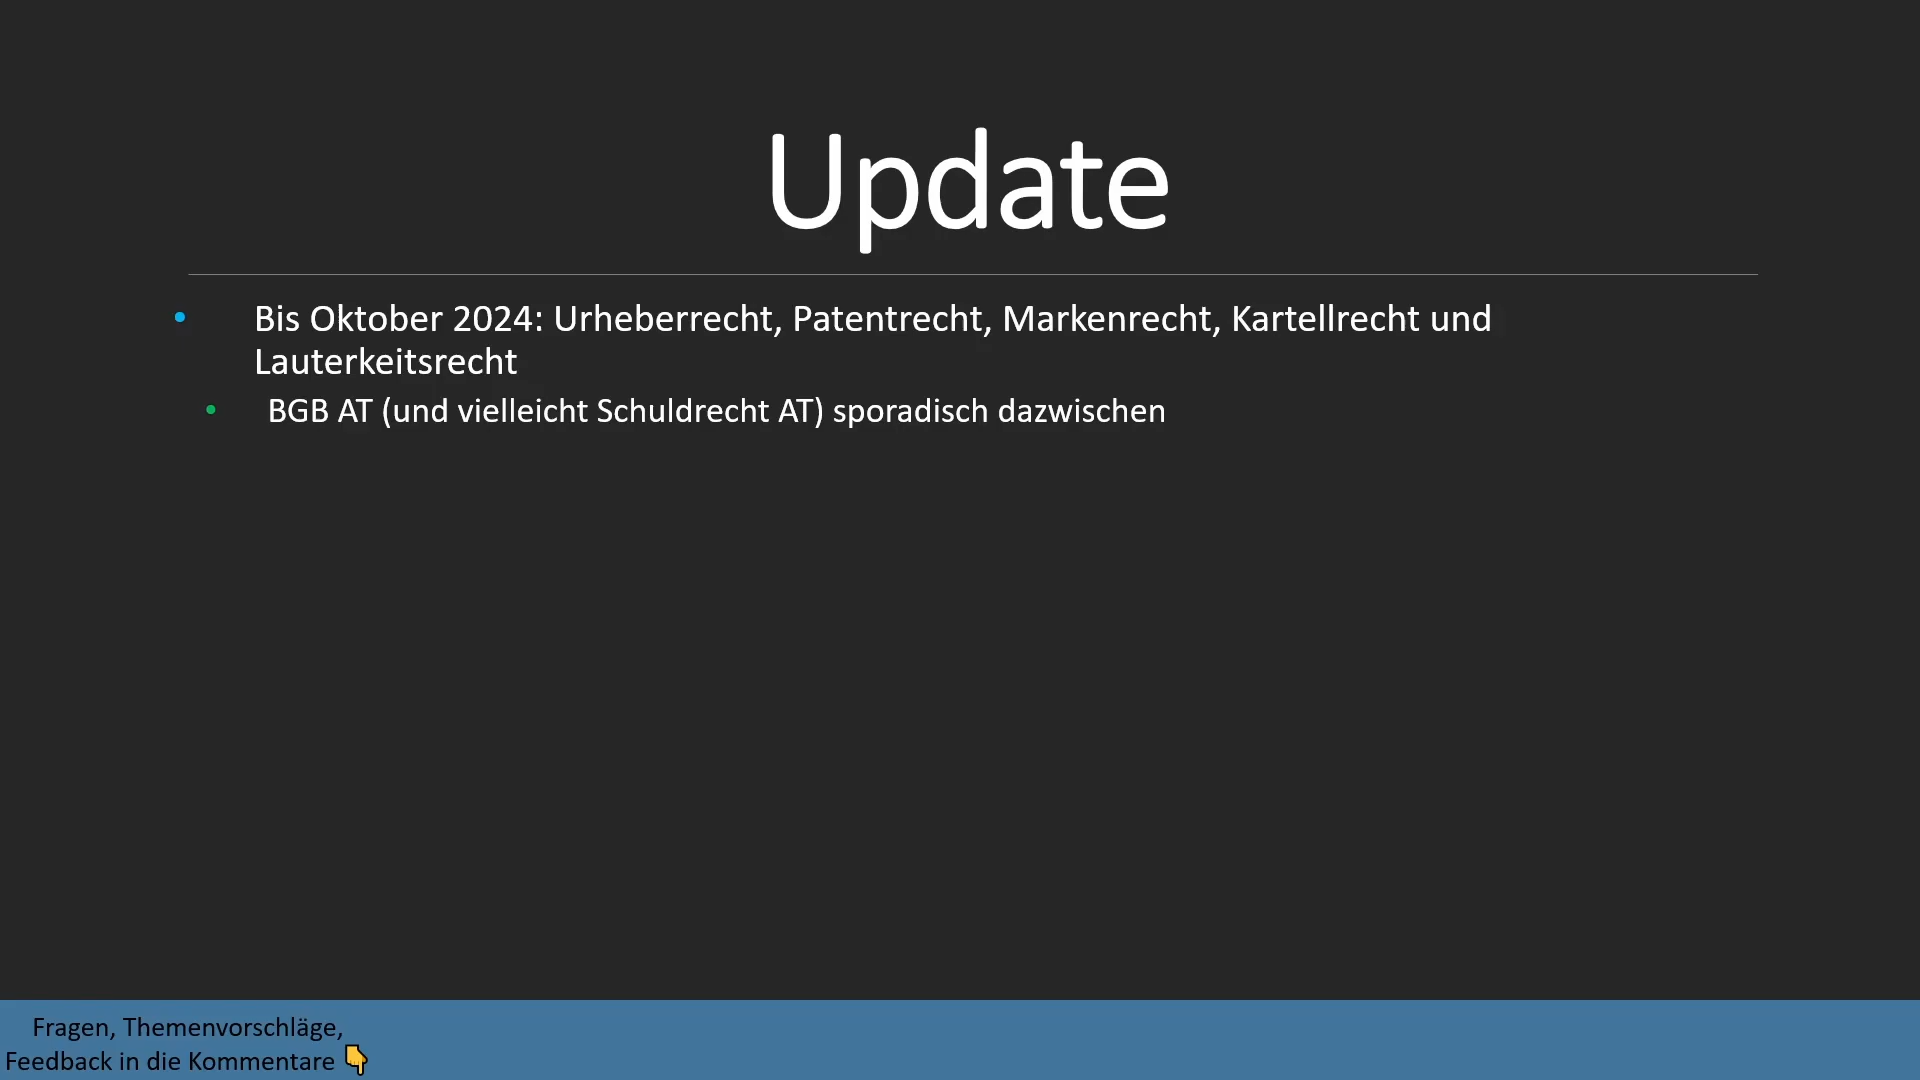 Update
• Bis Oktober 2024: Urheberrecht, Patentrecht, Markenrecht, Kartellrecht und
Lauterkeitsrecht
• BGB AT (und vielleicht Schuldrecht AT) sporadisch dazwischen
Fragen, Themenvorschläge,
Feedback in die Kommentare 👇